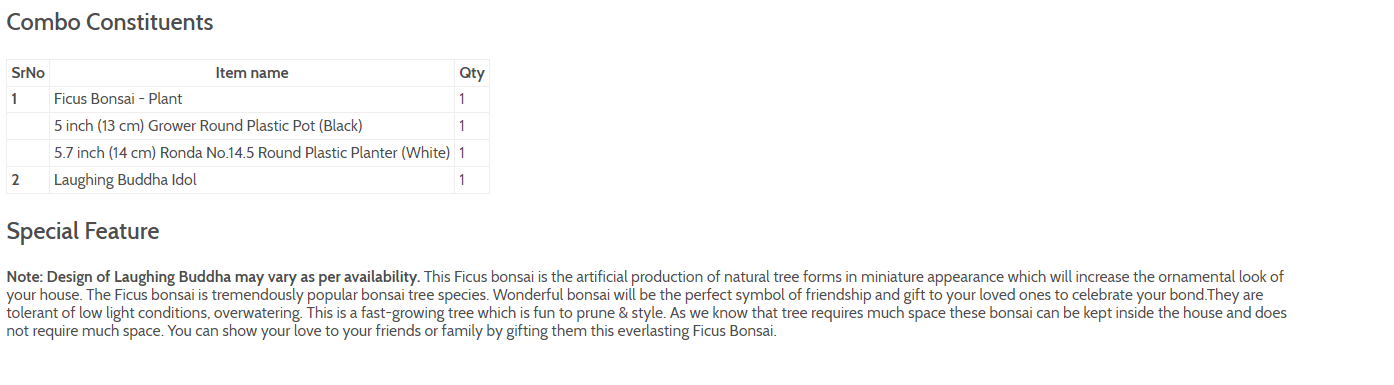 Combo Constituents
SrNo Item name Qty
1 Ficus Bonsai - Plant 1
5 inch (13 cm) Grower Round Plastic Pot (Black) 1
5.7 inch (14 cm) Ronda No.14.5 Round Plastic Planter (White) 1
2 Laughing Buddha Idol 1
Special Feature
Note: Design of Laughing Buddha may vary as per availability. This Ficus bonsai is the artificial production of natural tree forms in miniature appearance which will increase the ornamental look of
your house. The Ficus bonsai is tremendously popular bonsai tree species. Wonderful bonsai will be the perfect symbol of friendship and gift to your loved ones to celebrate your bond.They are
tolerant of low light conditions, overwatering. This is a fast-growing tree which is fun to prune & style. As we know that tree requires much space these bonsai can be kept inside the house and does
not require much space. You can show your love to your friends or family by gifting them this everlasting Ficus Bonsai.